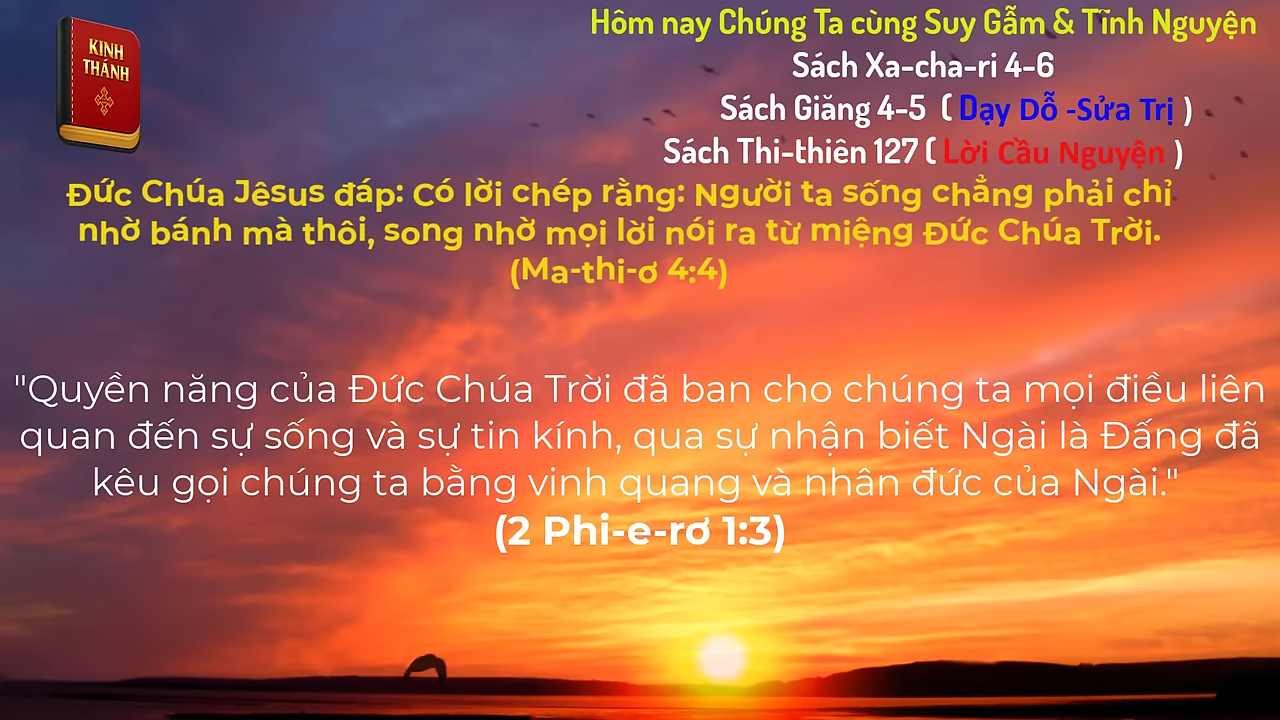 KINH
THÁNH
Hôm nay Chúng Ta cùng Suy Gẫm & Tĩnh Nguyện
Sách Xa-cha-ri 4-6
Sách Giăng 4-5 ( Dạy Dỗ -Sửa Trị )
Sách Thi-thiên 127 ( Lời Cầu Nguyện )
Đức Chúa Jêsus đáp: Có lời chép rằng: Người ta sống chẳng phải chỉ
nhờ bánh mà thôi, song nhờ mọi lời nói ra từ miệng Đức Chúa Trời.
(Ma-thi-ơ 4:4)
"Quyền năng của Đức Chúa Trời đã ban cho chúng ta mọi điều liên
quan đến sự sống và sự tin kính, qua sự nhận biết Ngài là Đấng đã
kêu gọi chúng ta bằng vinh quang và nhân đức của Ngài."
(2 Phi-e-rơ 1:3)